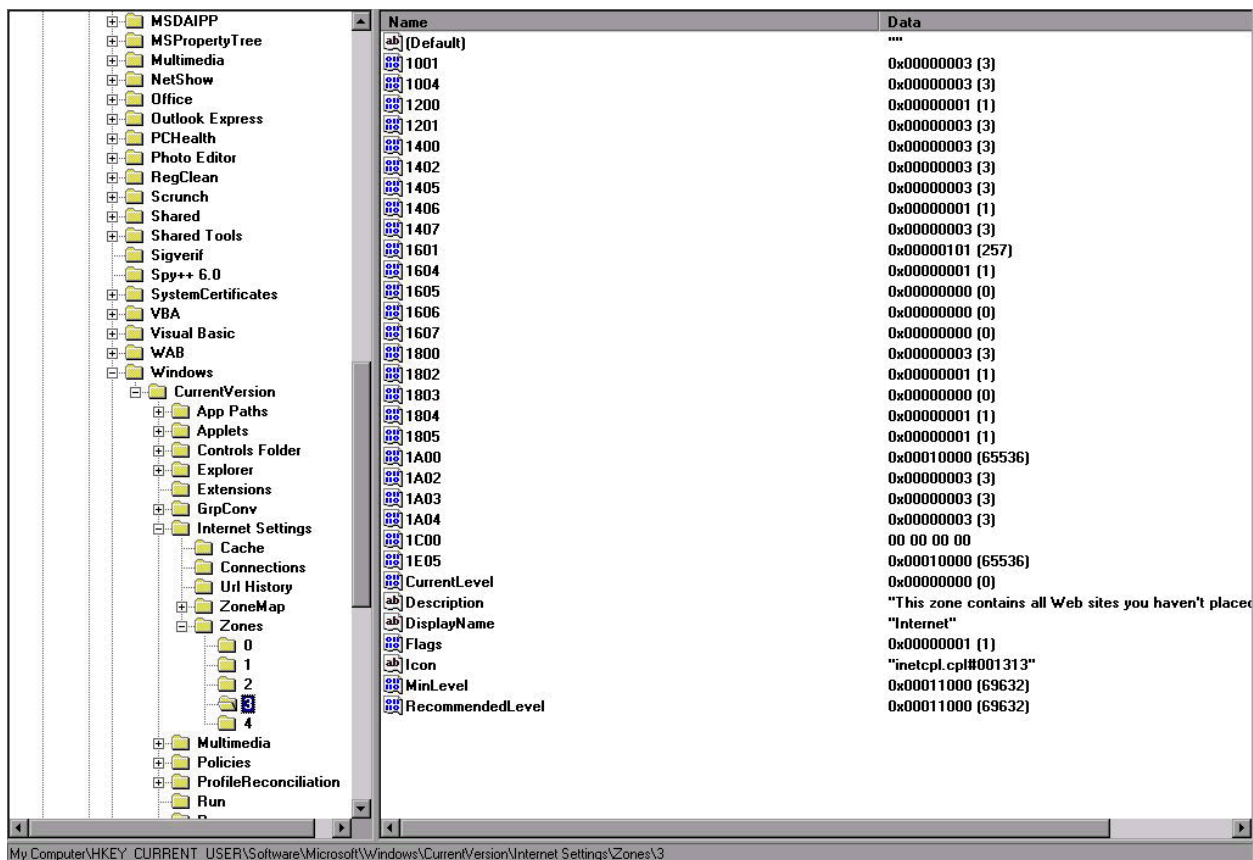 MSDAIPP
MSPropertyTree
Multimedia
NetShow
Office
Outlook Express
PCHealth
Photo Editor
RegClean
Scrunch
Shared
Shared Tools
Sigverif
Spy++ 6.0
SystemCertificates
VBA
Visual Basic
WAB
Windows
CurrentVersion
App Paths
Applets
Controls Folder
Explorer
Extensions
GrpConv
Internet Settings
Cache
Connections
Url History
ZoneMap
Zones
0
1
2
3
4
Multimedia
Policies
ProfileReconciliation
Run
Name Data
(Default) ""
1001 0x00000003 (3)
1004 0x00000003 (3)
1200 0x00000001 (1)
1201 0x00000003 (3)
1400 0x00000003 (3)
1402 0x00000003 (3)
1405 0x00000003 (3)
1406 0x00000001 (1)
1407 0x00000003 (3)
1601 0x00000101 (257)
1604 0x00000001 (1)
1605 0x00000000 (0)
1606 0x00000000 (0)
1607 0x00000000 (0)
1800 0x00000003 (3)
1802 0x00000001 (1)
1803 0x00000000 (0)
1804 0x00000001 (1)
1805 0x00000001 (1)
1A00 0x00010000 (65536)
1A02 0x00000003 (3)
1A03 0x00000003 (3)
1A04 0x00000003 (3)
1C00 00 00 00 00
1E05 0x00010000 (65536)
CurrentLevel 0x00000000 (0)
Description "This zone contains all Web sites you haven't placed
DisplayName "Internet"
Flags 0x00000001 (1)
Icon "inetcpl.cpl#001313"
MinLevel 0x00011000 (69632)
RecommendedLevel 0x00011000 (69632)
My Computer\HKEY_CURRENT_USER\Software\Microsoft\Windows\CurrentVersion\Internet Settings\Zones\3